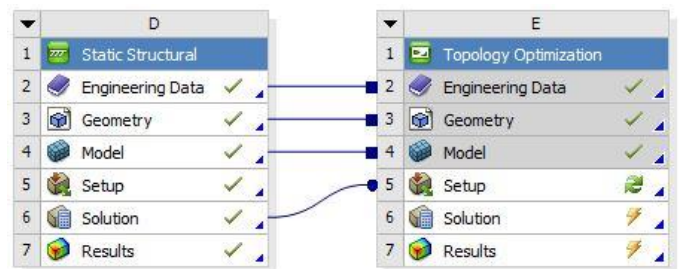 D
1 Static Structural
2 Engineering Data
3 Geometry
4 Model
5 Setup
6 Solution
7 Results
E
1 Topology Optimization
2 Engineering Data
3 Geometry
4 Model
5 Setup
6 Solution
7 Results